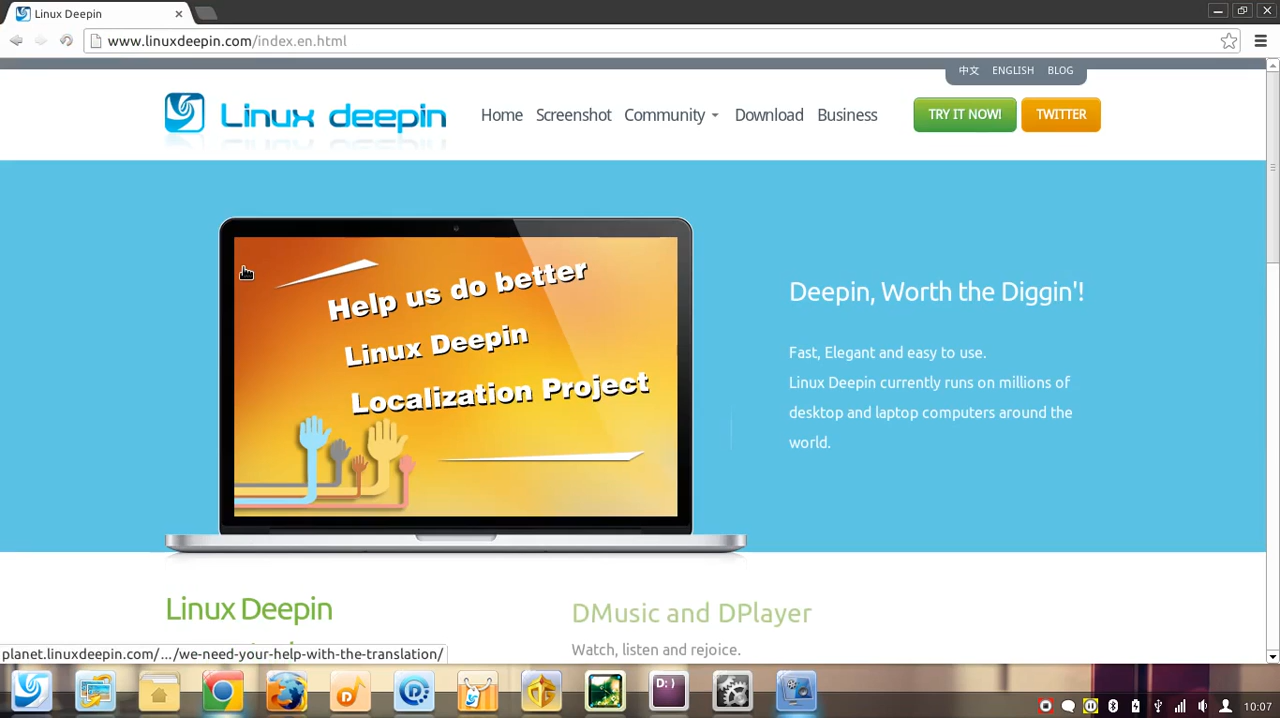 Linux Deepin
www.linuxdeepin.com/index.en.html
中文 ENGLISH BLOG
Linux deepin
Home Screenshot Community Download Business TRY IT NOW! TWITTER
Help us do better
Linux Deepin
Localization Project
Deepin, Worth the Diggin'!
Fast, Elegant and easy to use.
Linux Deepin currently runs on millions of
desktop and laptop computers around the
world.
Linux Deepin
DMusic and DPlayer
Watch, listen and rejoice.
planet.linuxdeepin.com/.../we-need-your-help-with-the-translation/
D:)
10:07